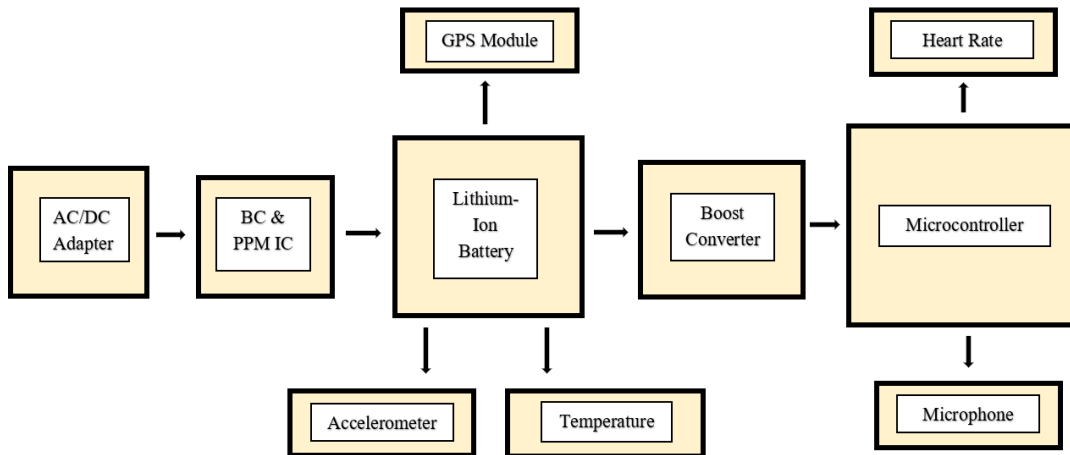 GPS Module
Heart Rate
AC/DC
Adapter
BC &
PPM IC
Lithium-
Ion
Battery
Boost
Converter
Microcontroller
Accelerometer
Temperature
Microphone